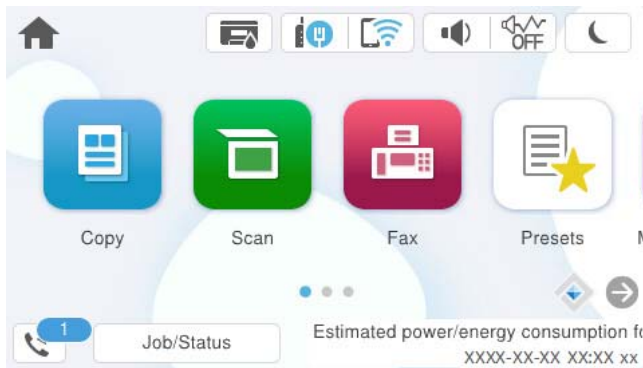 OFF
Copy
Scan
Fax
Presets
1
Job/Status
Estimated power/energy consumption fo
XXXX-XX-XX XX:XX xx